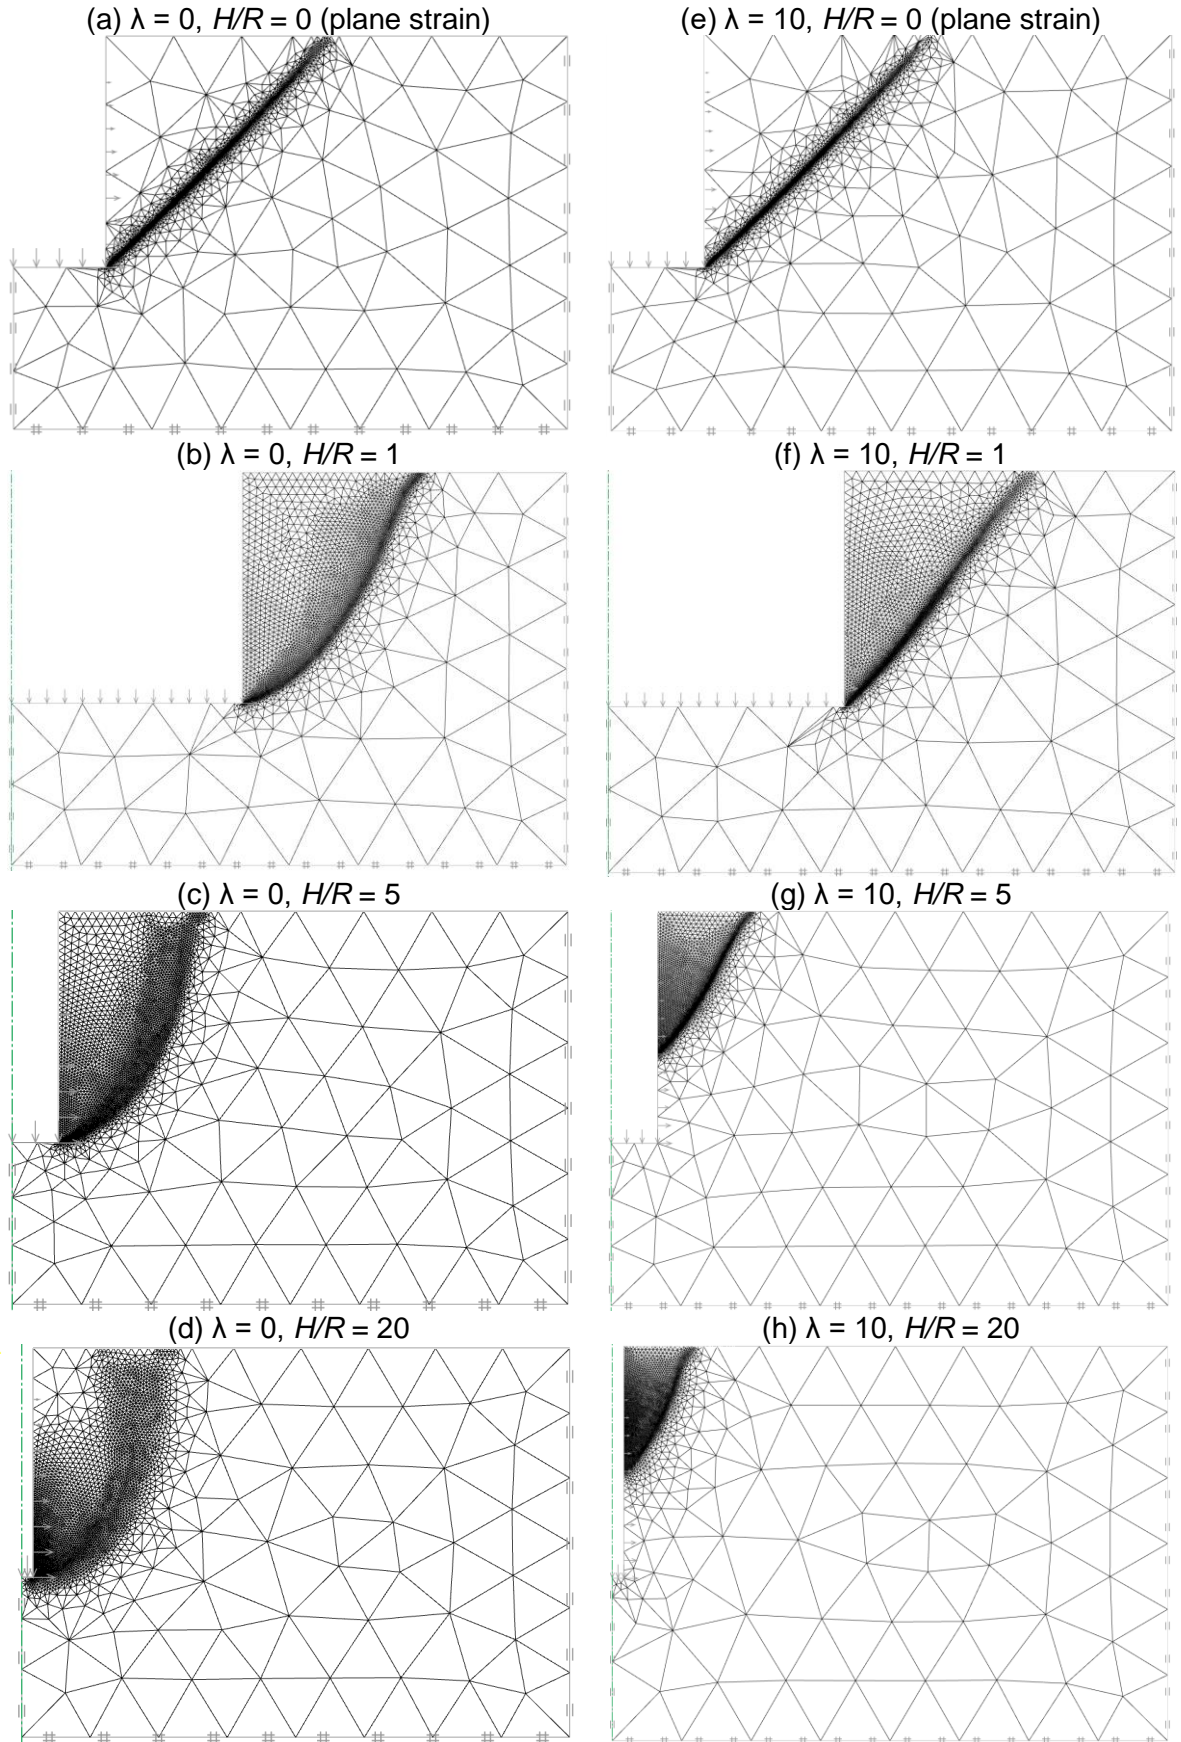 (a) λ = 0, H/R = 0 (plane strain)
(e) λ = 10, H/R = 0 (plane strain)
(b) λ = 0, H/R = 1
(f) λ = 10, H/R = 1
(c) λ = 0, H/R = 5
(g) λ = 10, H/R = 5
(d) λ = 0, H/R = 20
(h) λ = 10, H/R = 20